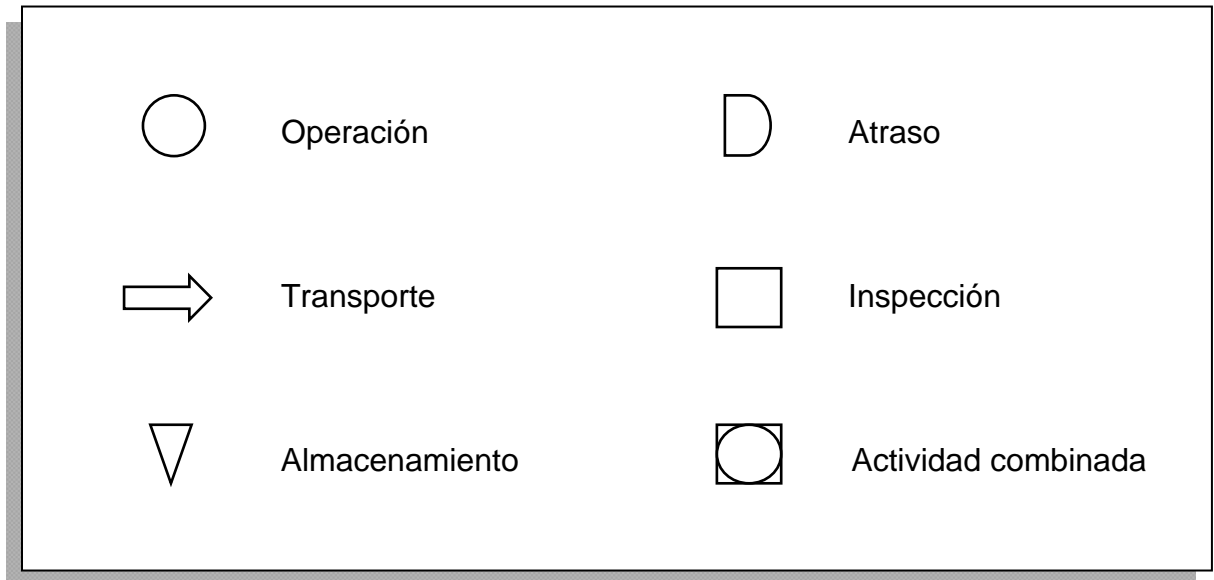 Operación
Atraso
Transporte
Inspección
Almacenamiento
Actividad combinada